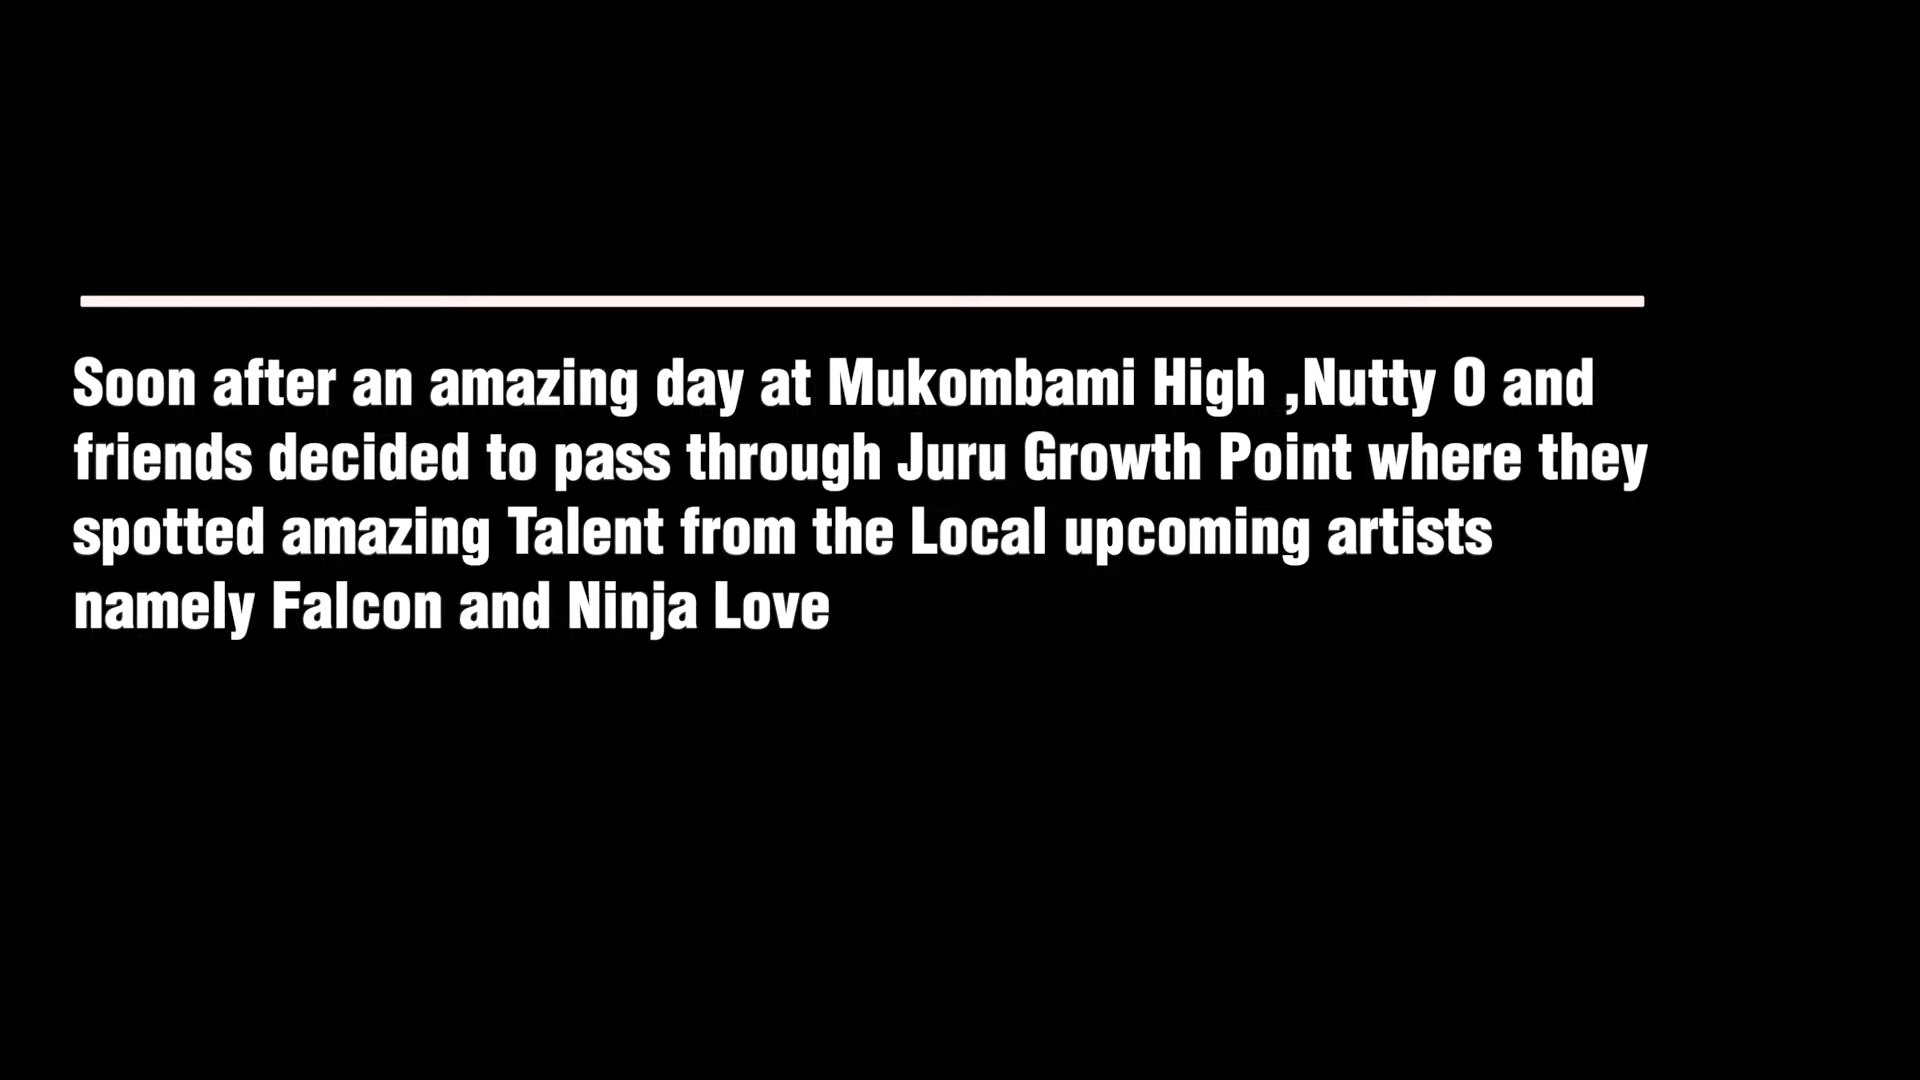 Soon after an amazing day at Mukombami High ,Nutty O and
friends decided to pass through Juru Growth Point where they
spotted amazing Talent from the Local upcoming artists
namely Falcon and Ninja Love